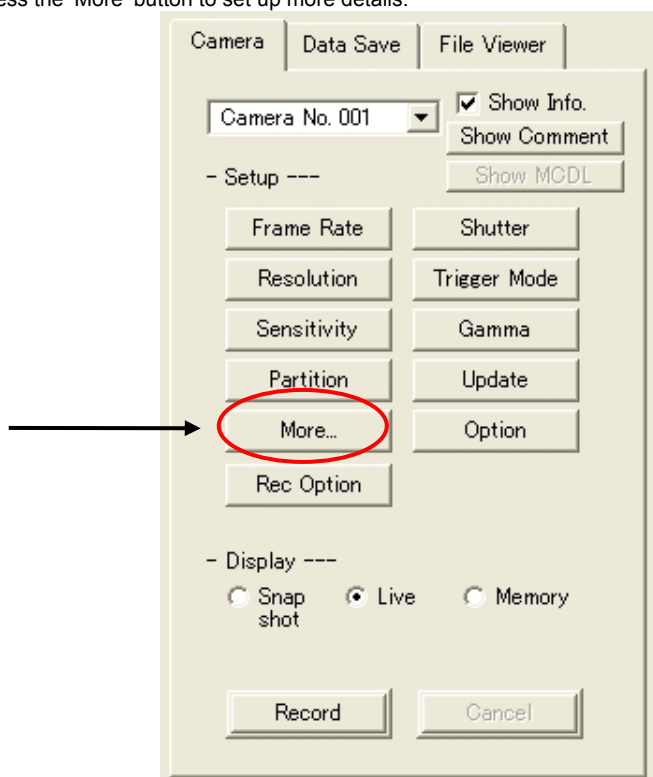 ess the 'More' button to set up more details.
Camera Data Save File Viewer
Camera No. 001 Show Info.
Show Comment
- Setup --- Show MCDL
Frame Rate Shutter
Resolution Trigger Mode
Sensitivity Gamma
Partition Update
More... Option
Rec Option
- Display ---
Snap shot Live Memory
Record Cancel